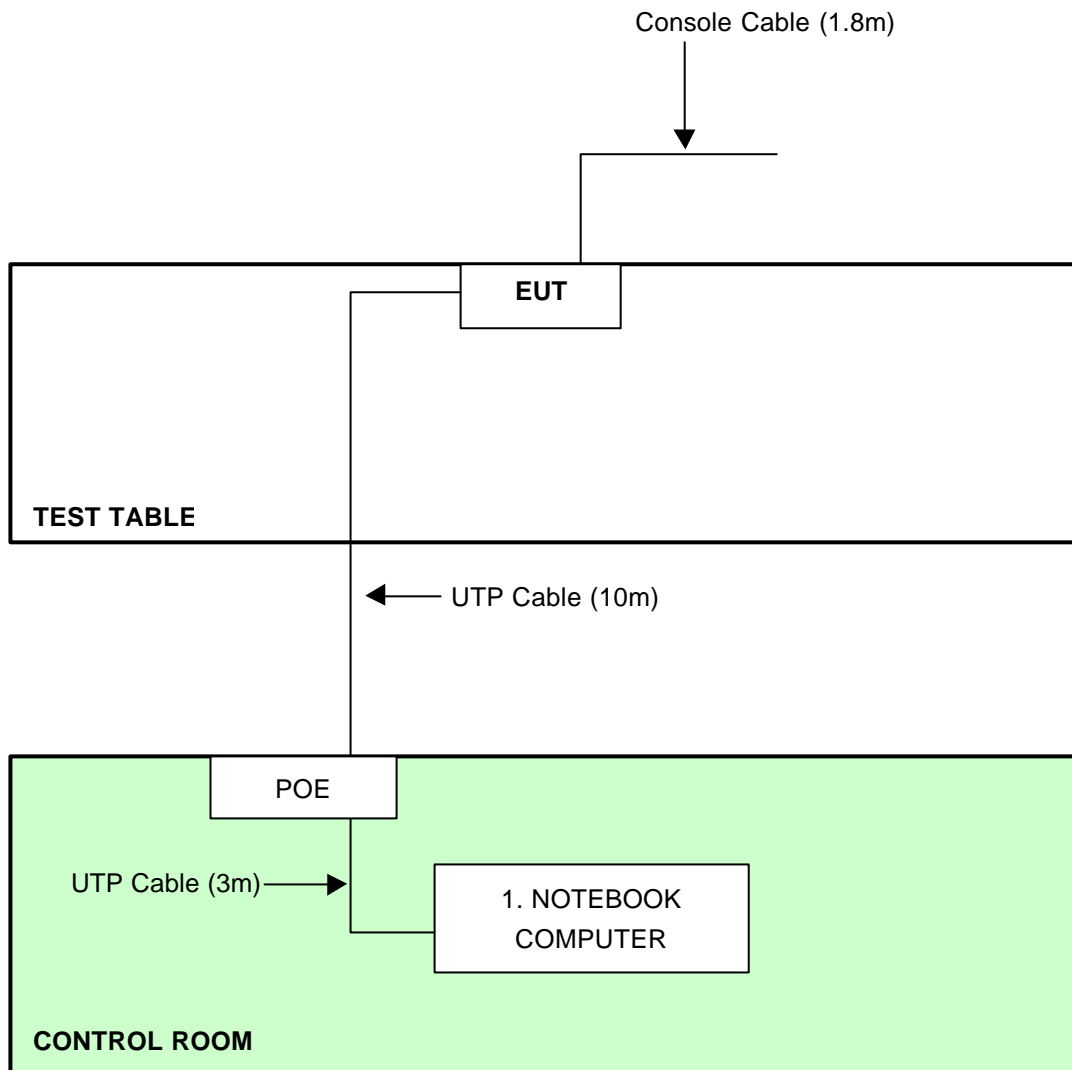 Console Cable (1.8m)
EUT
TEST TABLE
UTP Cable (10m)
POE
UTP Cable (3m)
1. NOTEBOOK
COMPUTER
CONTROL ROOM